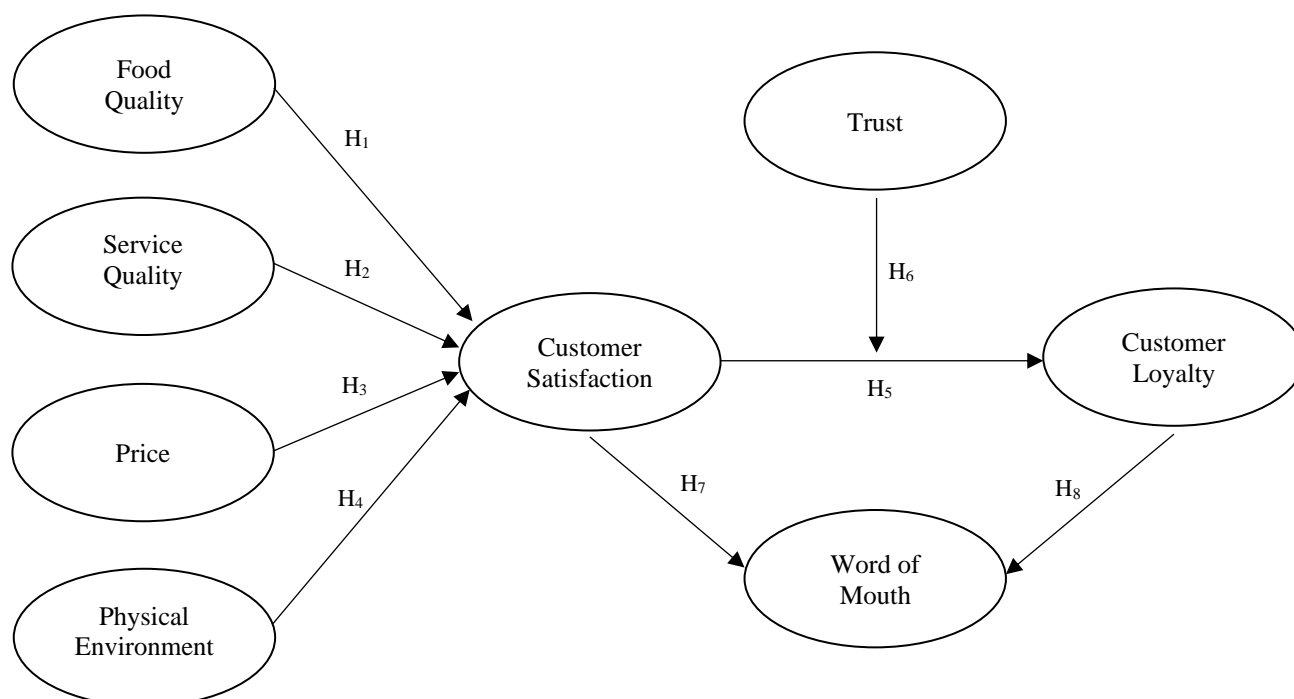 Food
Quality
H₁
Trust
Service
Quality
H₂
H₆
Customer
Satisfaction
Customer
Loyalty
H₃
H₅
Price
H₄
H₇
H₈
Word of
Mouth
Physical
Environment